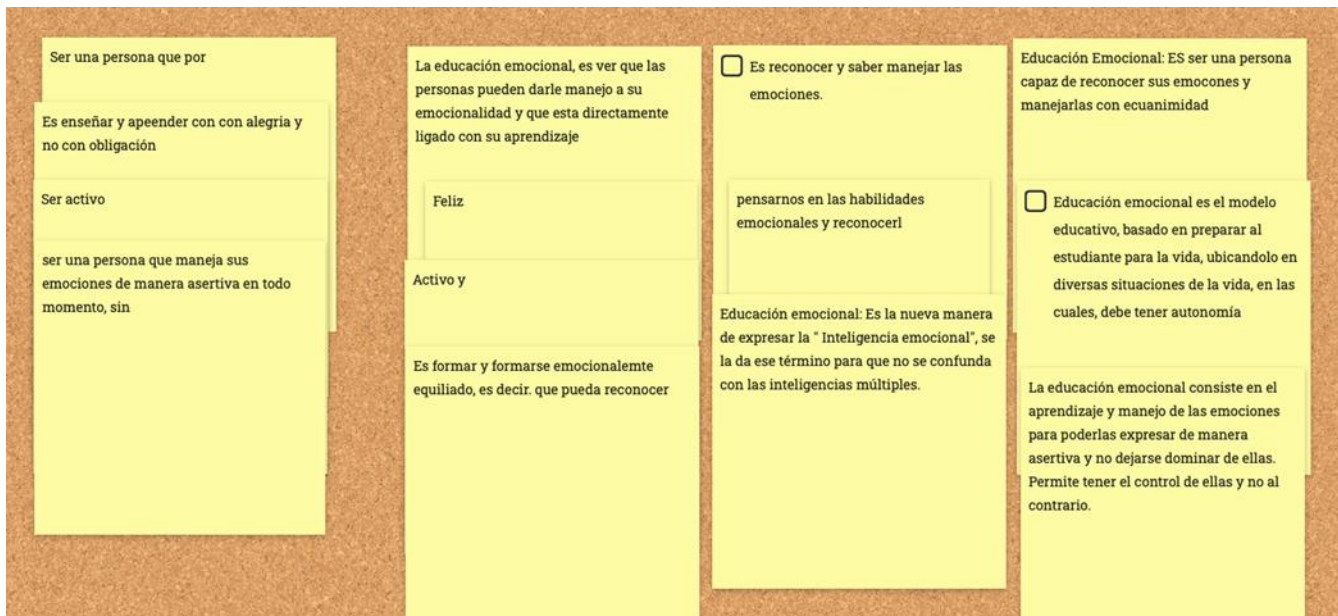 Ser una persona que por
Es enseñar y apeender con con alegria y
no con obligación
Ser activo
ser una persona que maneja sus
emociones de manera asertiva en todo
momento, sin
La educación emocional, es ver que las
personas pueden darle manejo a su
emocionalidad y que esta directamente
ligado con su aprendizaje
Feliz
Activo y
Es formar y formarse emocionalemte
equiliado, es decir. que pueda reconocer
Es reconocer y saber manejar las
emociones.
pensarnos en las habilidades
emocionales y reconocerl
Educación emocional: Es la nueva manera
de expresar la " Inteligencia emocional", se
la da ese término para que no se confunda
con las inteligencias múltiples.
Educación Emocional: ES ser una persona
capaz de reconocer sus emocones y
manejarlas con ecuanimidad
Educación emocional es el modelo
educativo, basado en preparar al
estudiante para la vida, ubicandolo en
diversas situaciones de la vida, en las
cuales, debe tener autonomía
La educación emocional consiste en el
aprendizaje y manejo de las emociones
para poderlas expresar de manera
asertiva y no dejarse dominar de ellas.
Permite tener el control de ellas y no al
contrario.